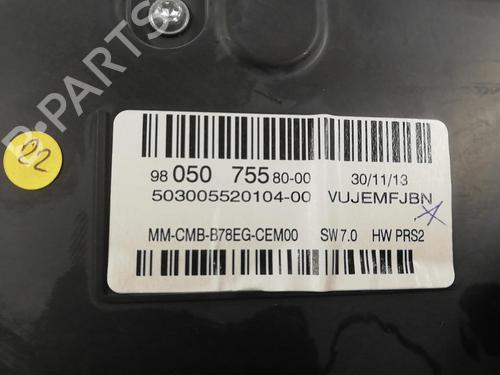 B-PARTS
22
98 050 755 80-00 30/11/13
503005520104-00 VUJEMFJBN
MM-CMB-B78EG-CEM00 SW 7.0 HW PRS2